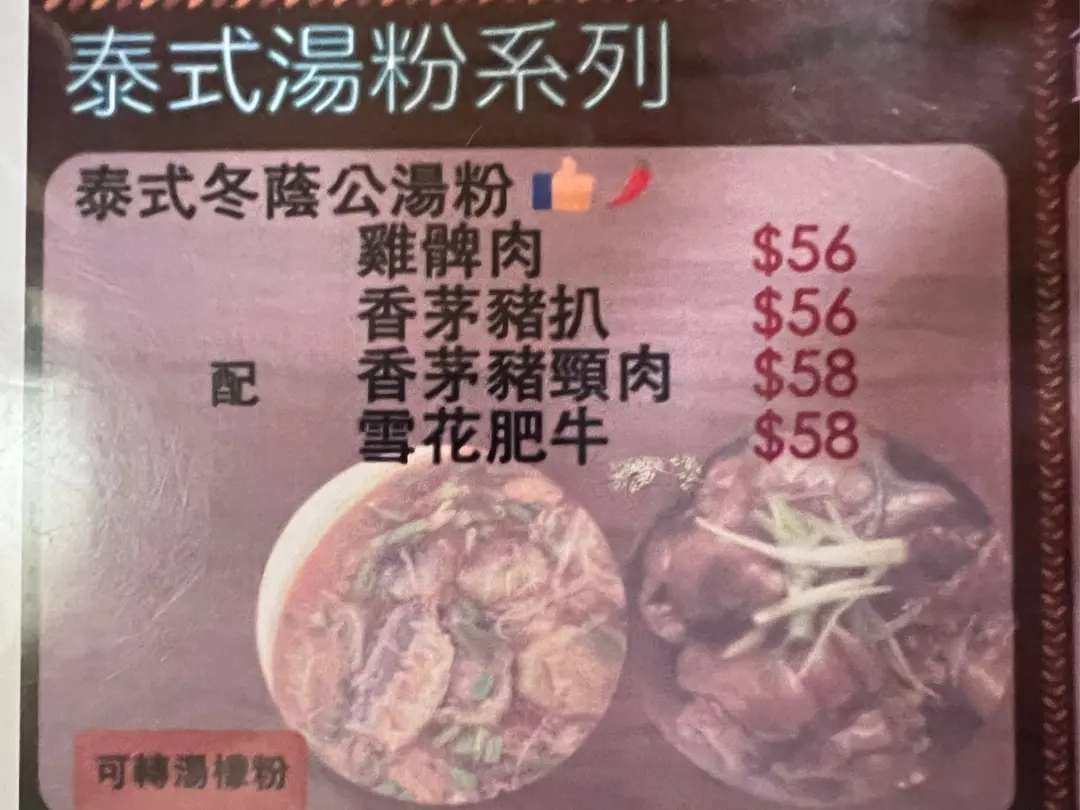 泰式湯粉系列
泰式冬蔭公湯粉
雞髀肉 $56
香茅豬扒 $56
配 香茅豬頸肉 $58
雪花肥牛 $58
可轉湯檬粉